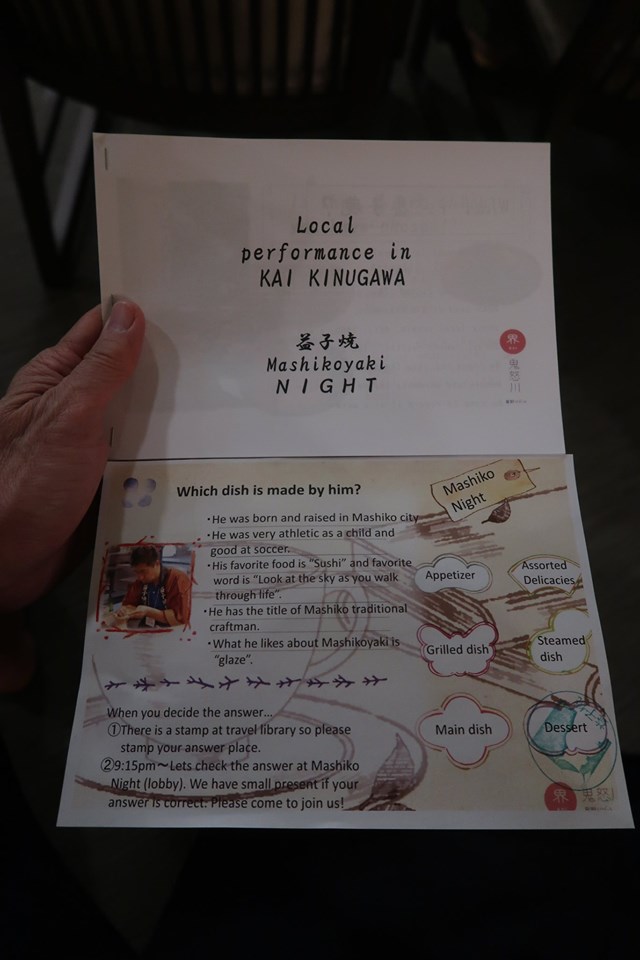 Local
performance in
KAI KINUGAWA
益子焼
Mashikoyaki
NIGHT
界
鬼怒川
Which dish is made by him?
・He was born and raised in Mashiko city
・He was very athletic as a child and
good at soccer.
・His favorite food is "Sushi" and favorite
word is "Look at the sky as you walk
through life".
・He has the title of Mashiko traditional
craftman.
・What he likes about Mashikoyaki is
"glaze".
When you decide the answer...
①There is a stamp at travel library so please
stamp your answer place.
②9:15pm～Lets check the answer at Mashiko
Night (lobby). We have small present if your
answer is correct. Please come to join us!
Mashiko
Night
Appetizer
Assorted
Delicacies
Grilled dish
Steamed
dish
Main dish
Dessert
界
鬼怒川